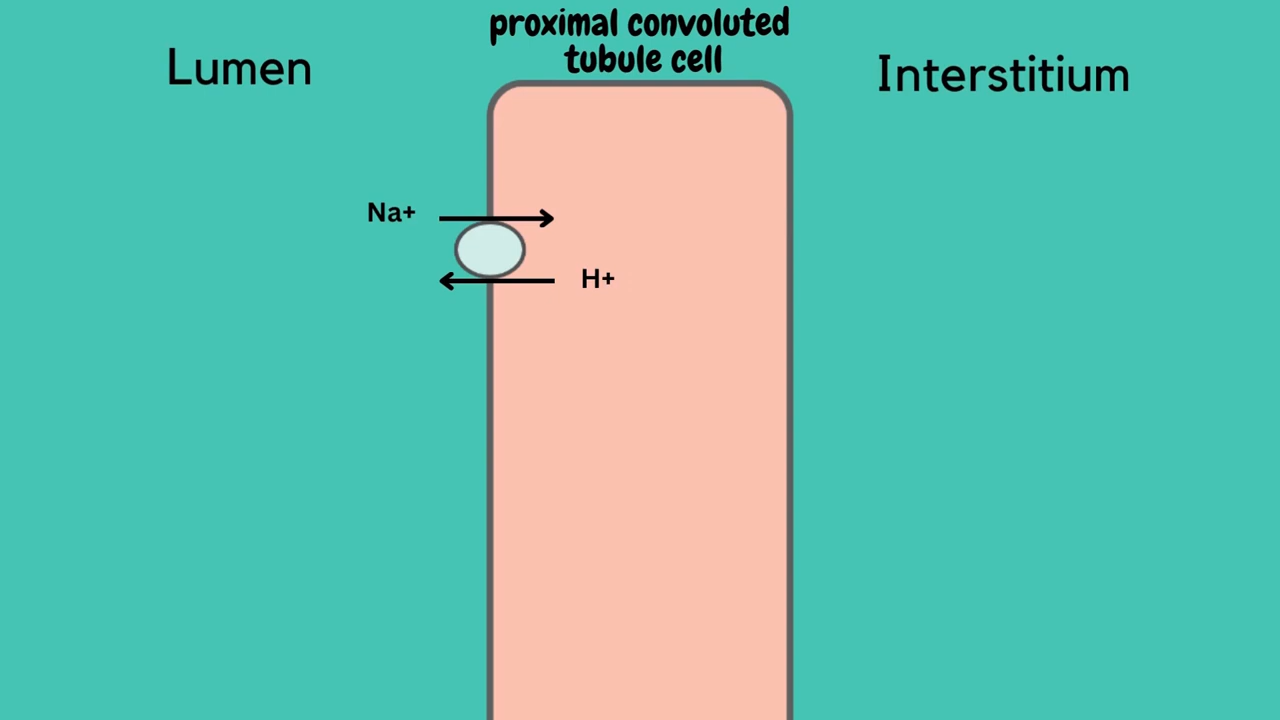 proximal convoluted
tubule cell
Lumen
Interstitium
Na+
H+